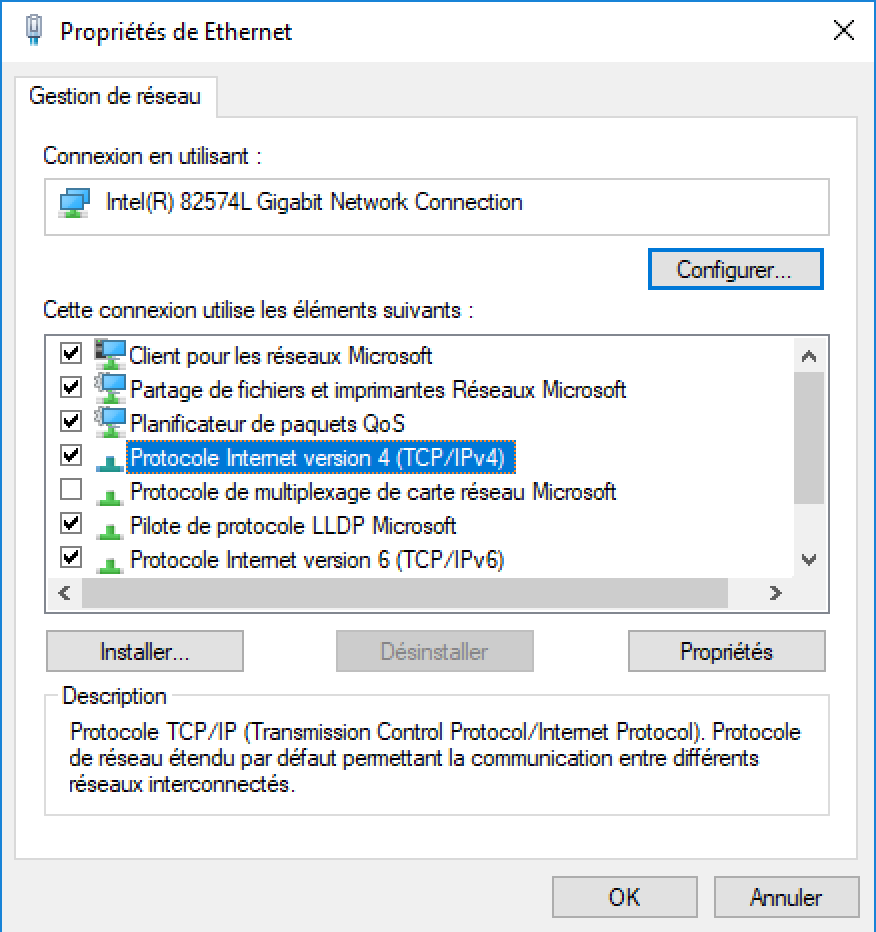 Propriétés de Ethernet
Gestion de réseau
Connexion en utilisant :
Intel(R) 82574L Gigabit Network Connection
Configurer...
Cette connexion utilise les éléments suivants :
Client pour les réseaux Microsoft
Partage de fichiers et imprimantes Réseaux Microsoft
Planificateur de paquets QoS
Protocole Internet version 4 (TCP/IPv4)
Protocole de multiplexage de carte réseau Microsoft
Pilote de protocole LLDP Microsoft
Protocole Internet version 6 (TCP/IPv6)
Installer... Désinstaller Propriétés
Description
Protocole TCP/IP (Transmission Control Protocol/Internet Protocol). Protocole
de réseau étendu par défaut permettant la communication entre différents
réseaux interconnectés.
OK Annuler